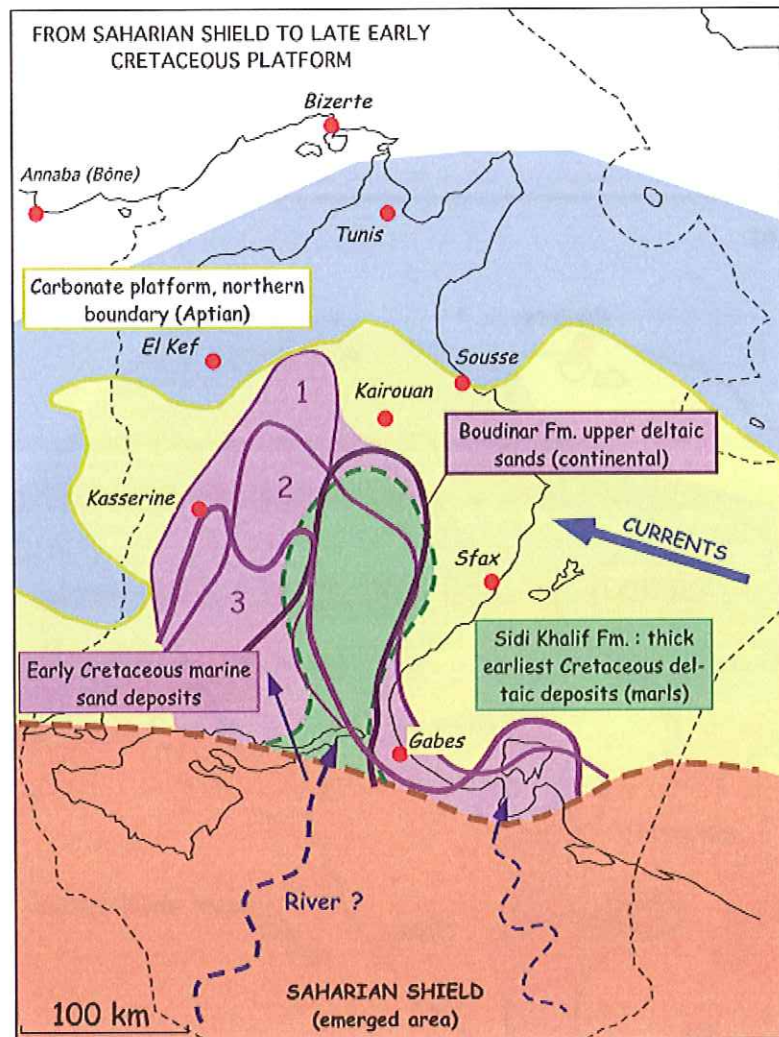 FROM SAHARIAN SHIELD TO LATE EARLY
CRETACEOUS PLATFORM
Bizerte
Annaba (Bône)
Tunis
Carbonate platform, northern
boundary (Aptian)
El Kef
Sousse
1
Kairouan
Boudinar Fm. upper deltaic
sands (continental)
2
Kasserine
CURRENTS
Sfax
3
Sidi Khalif Fm. : thick
earliest Cretaceous del-
taic deposits (marls)
Early Cretaceous marine
sand deposits
Gabes
River ?
SAHARIAN SHIELD
(emerged area)
100 km